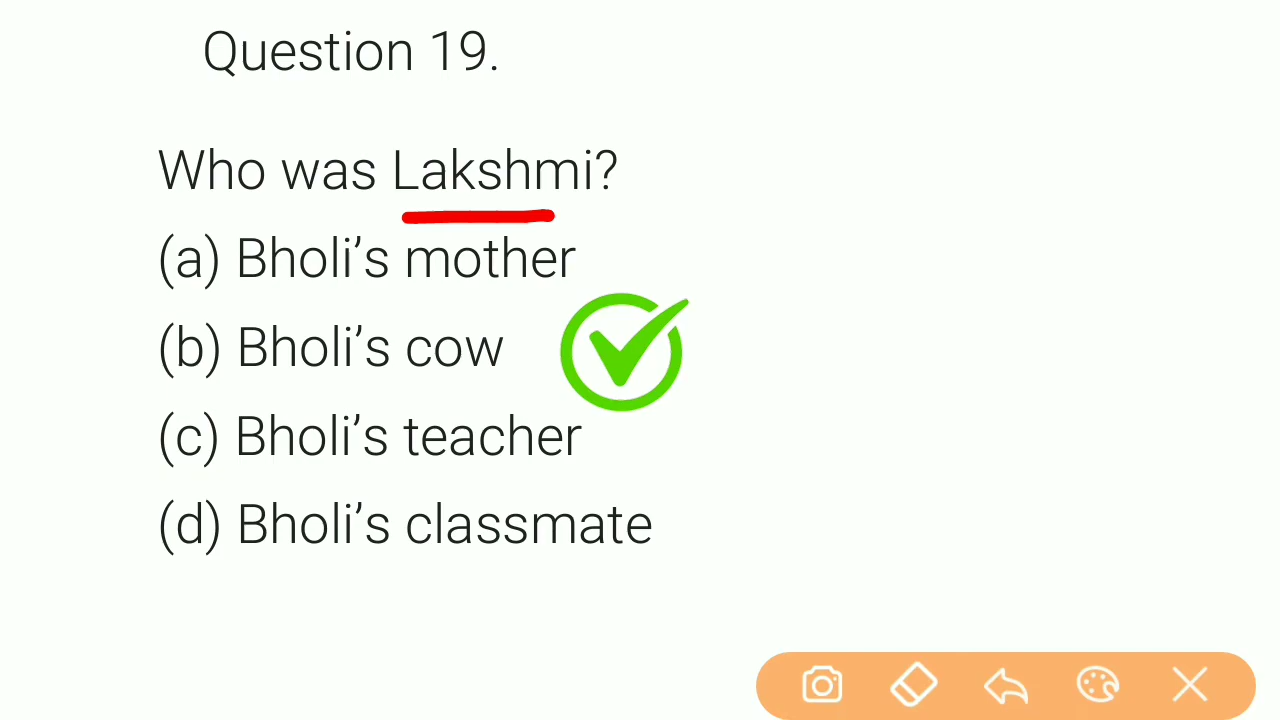 Question 19.
Who was Lakshmi?
(a) Bholi’s mother
(b) Bholi’s cow
(c) Bholi’s teacher
(d) Bholi’s classmate